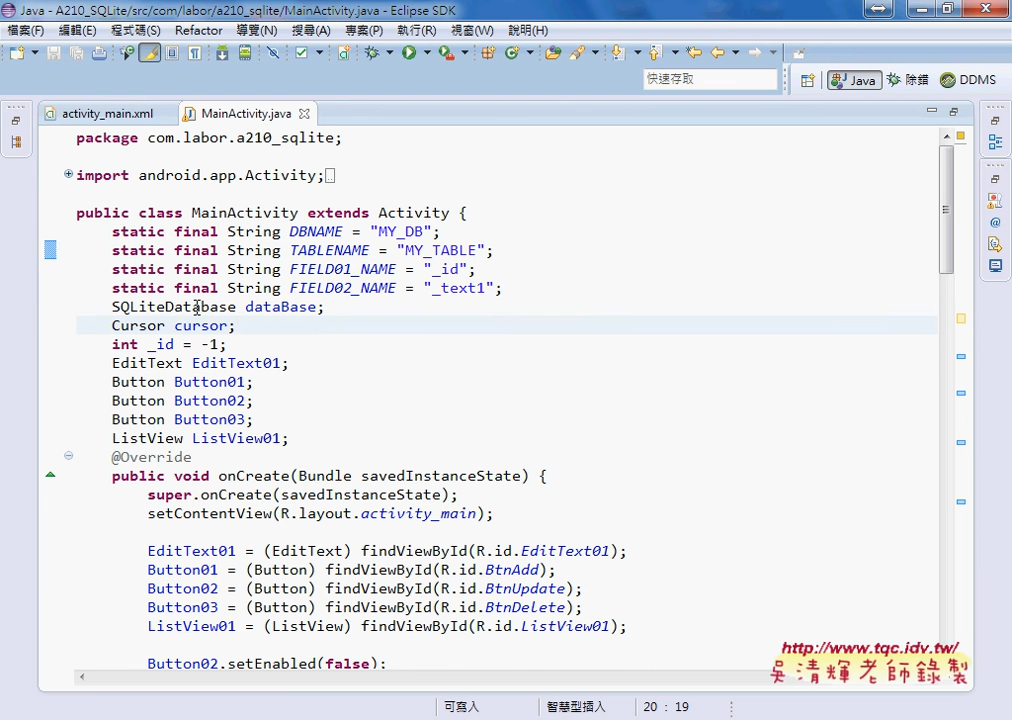 Java - A210_SQLite/src/com/labor/a210_sqlite/MainActivity.java - Eclipse SDK
檔案(F) 編輯(E) 程式碼(S) Refactor 導覽(N) 搜尋(A) 專案(P) 執行(R) 視窗(W) 說明(H)
快速存取 Java 除錯 DDMS
activity_main.xml MainActivity.java
package com.labor.a210_sqlite;
import android.app.Activity;
public class MainActivity extends Activity {
static final String DBNAME = "MY_DB";
static final String TABLENAME = "MY_TABLE";
static final String FIELD01_NAME = "_id";
static final String FIELD02_NAME = "_text1";
SQLiteDatabase dataBase;
Cursor cursor;
int _id = -1;
EditText EditText01;
Button Button01;
Button Button02;
Button Button03;
ListView ListView01;
@Override
public void onCreate(Bundle savedInstanceState) {
super.onCreate(savedInstanceState);
setContentView(R.layout.activity_main);
EditText01 = (EditText) findViewById(R.id.EditText01);
Button01 = (Button) findViewById(R.id.BtnAdd);
Button02 = (Button) findViewById(R.id.BtnUpdate);
Button03 = (Button) findViewById(R.id.BtnDelete);
ListView01 = (ListView) findViewById(R.id.ListView01);
Button02.setEnabled(false);
http://www.tqc.idv.tw/
吳清輝老師錄製
可寫入 智慧型插入 20 : 19